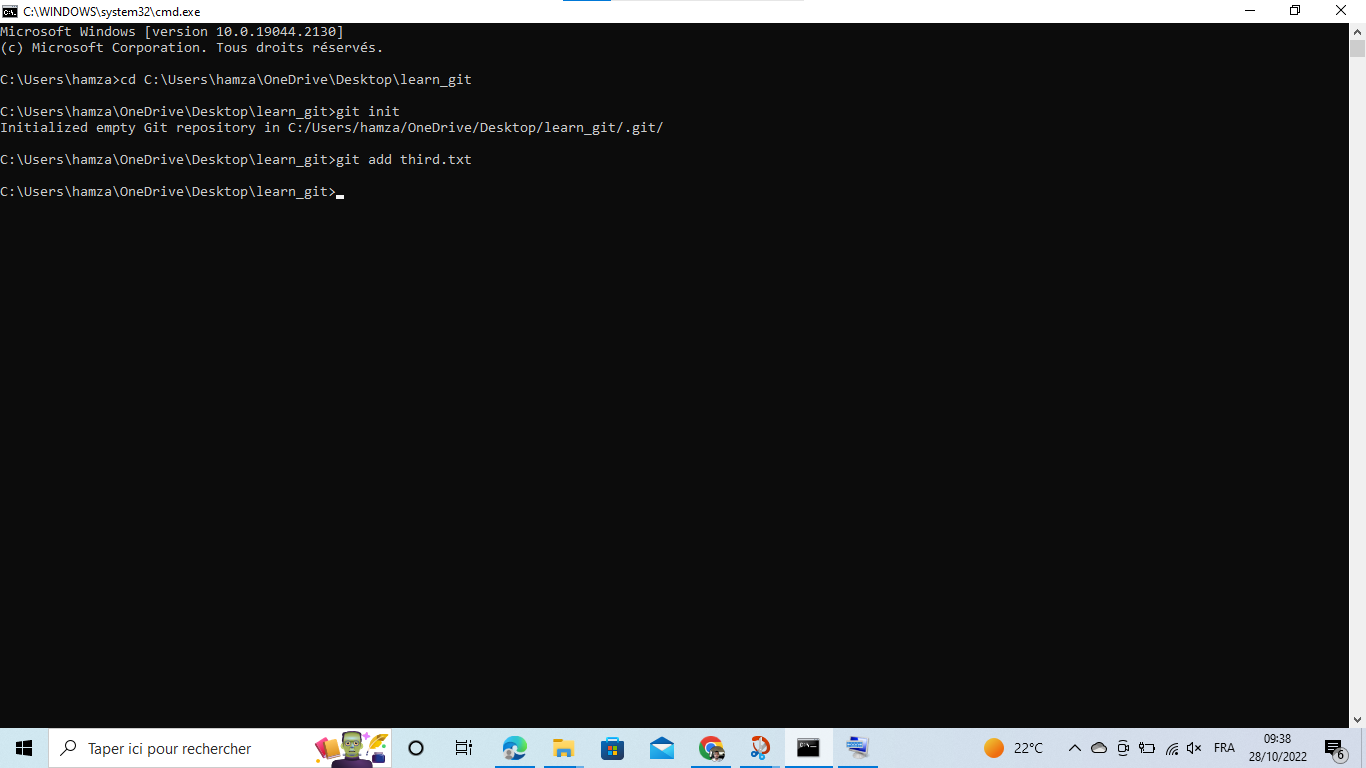 C:\WINDOWS\system32\cmd.exe
Microsoft Windows [version 10.0.19044.2130]
(c) Microsoft Corporation. Tous droits réservés.
C:\Users\hamza>cd C:\Users\hamza\OneDrive\Desktop\learn_git
C:\Users\hamza\OneDrive\Desktop\learn_git>git init
Initialized empty Git repository in C:/Users/hamza/OneDrive/Desktop/learn_git/.git/
C:\Users\hamza\OneDrive\Desktop\learn_git>git add third.txt
C:\Users\hamza\OneDrive\Desktop\learn_git>
Taper ici pour rechercher
22°C
FRA
09:38
28/10/2022
6